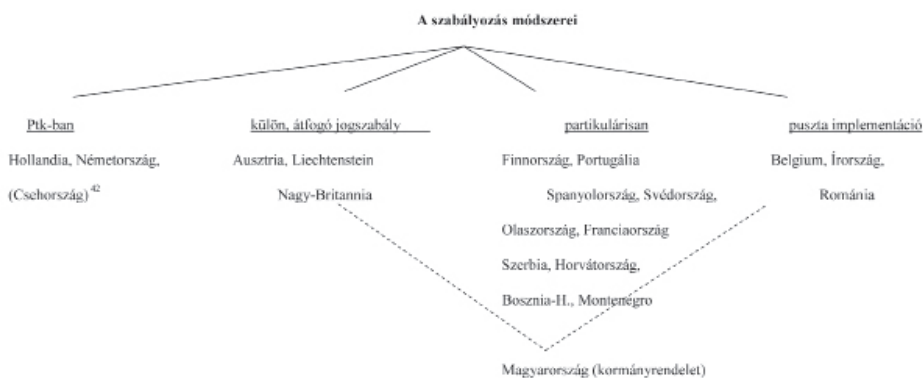 A szabályozás módszerei
Ptk-ban
Hollandia, Németország,
(Csehország)42
külön, átfogó jogszabály
Ausztria, Liechtenstein
Nagy-Britannia
partikulárisan
Finnország, Portugália
Spanyolország, Svédország,
Olaszország, Franciaország
Szerbia, Horvátország,
Bosznia-H., Montenégro
puszta implementáció
Belgium, Írország,
Románia
Magyarország (kormányrendelet)